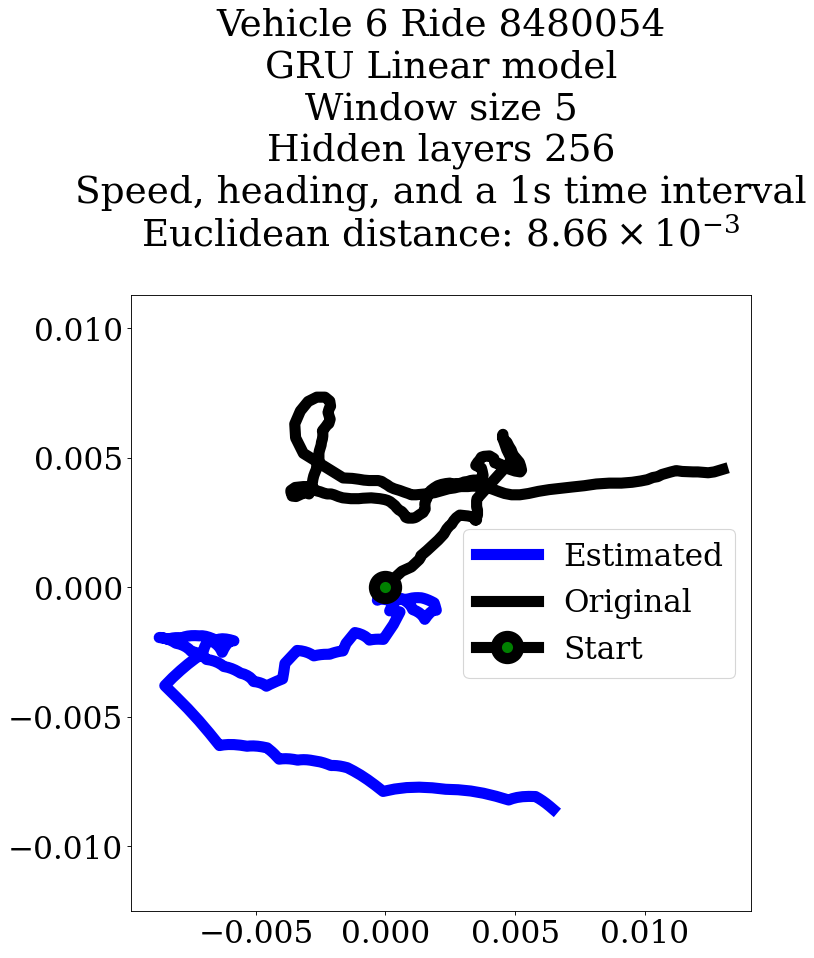 Vehicle 6 Ride 8480054
GRU Linear model
Window size 5
Hidden layers 256
Speed, heading, and a 1s time interval
Euclidean distance: 8.66 × 10⁻³
0.010
0.005
0.000
−0.005
−0.010
Estimated
Original
Start
−0.005 0.000 0.005 0.010